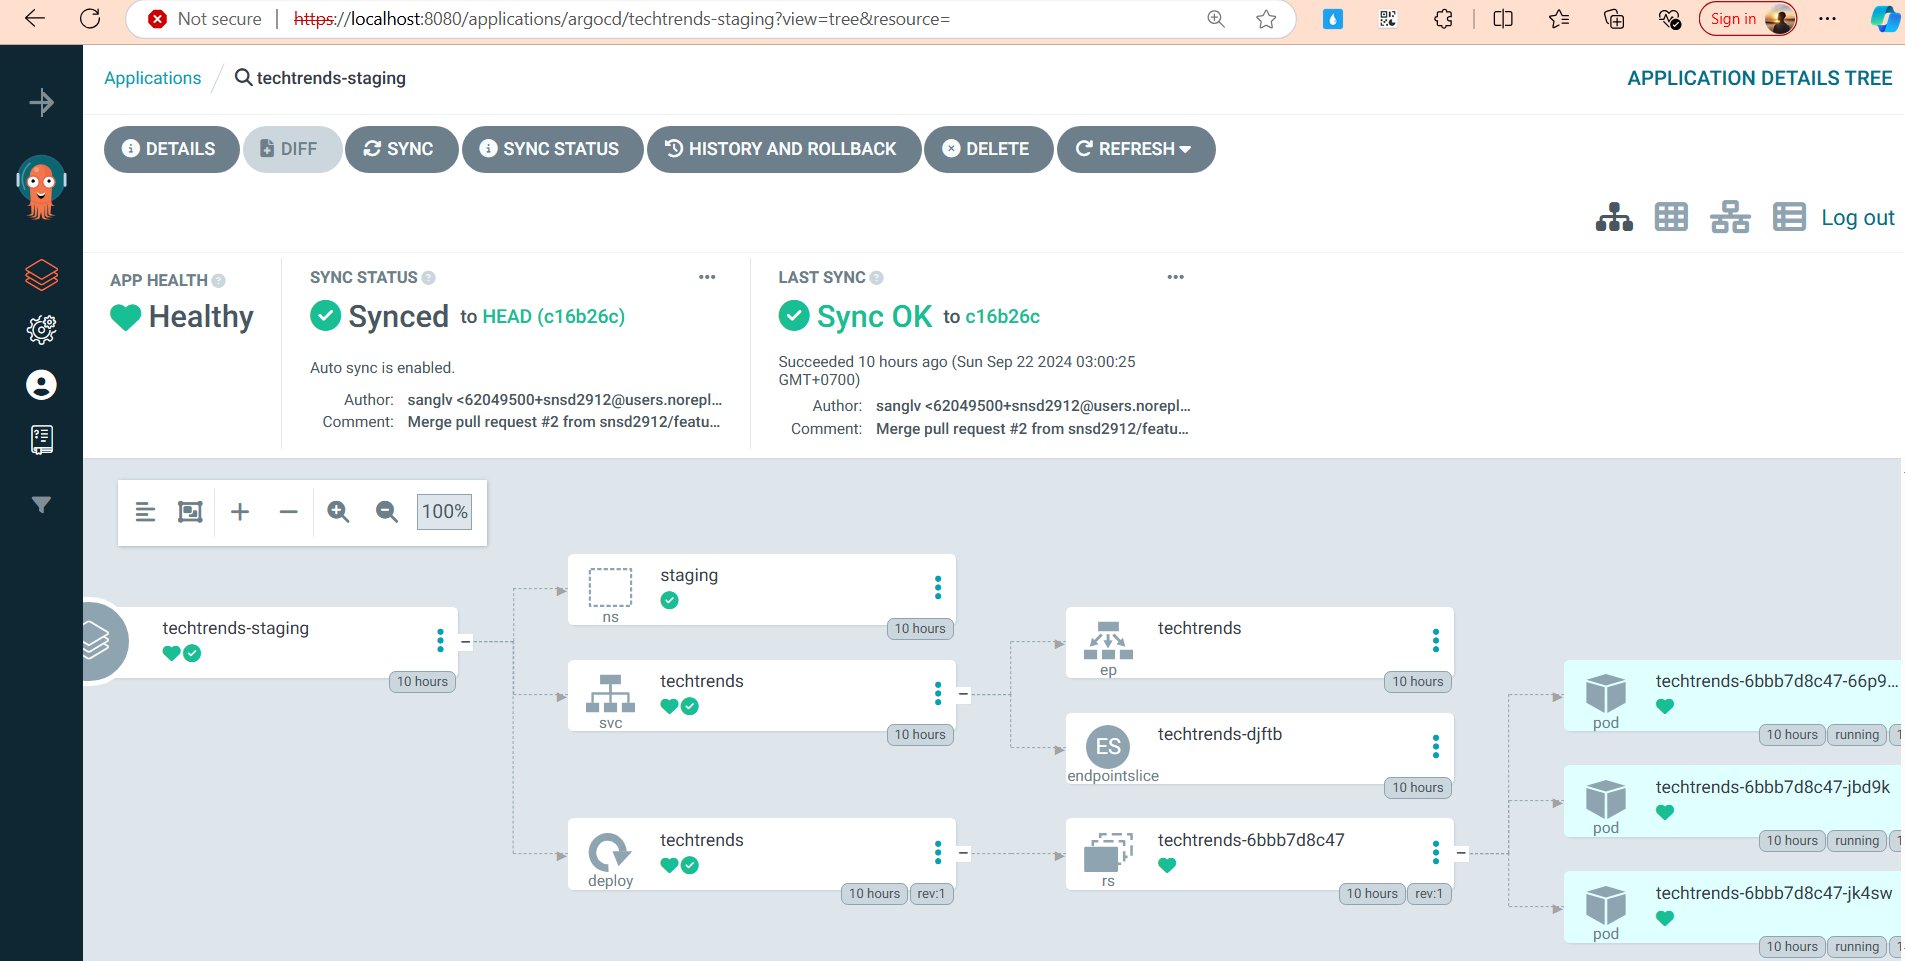 Not secure | https://localhost:8080/applications/argocd/techtrends-staging?view=tree&resource=
Sign in
Applications / techtrends-staging
APPLICATION DETAILS TREE
DETAILS DIFF SYNC SYNC STATUS HISTORY AND ROLLBACK DELETE REFRESH
Log out
APP HEALTH
Healthy
SYNC STATUS
Synced to HEAD (c16b26c)
Auto sync is enabled.
Author: sanglv <62049500+snsd2912@users.norepl...
Comment: Merge pull request #2 from snsd2912/featu...
LAST SYNC
Sync OK to c16b26c
Succeeded 10 hours ago (Sun Sep 22 2024 03:00:25
GMT+0700)
Author: sanglv <62049500+snsd2912@users.norepl...
Comment: Merge pull request #2 from snsd2912/featu...
100%
techtrends-staging
10 hours
staging
ns
10 hours
techtrends
svc
10 hours
techtrends
deploy
10 hours rev:1
techtrends
ep
10 hours
ES
techtrends-djftb
endpointslice
10 hours
techtrends-6bbb7d8c47
rs
10 hours rev:1
techtrends-6bbb7d8c47-66p9...
pod
10 hours running
techtrends-6bbb7d8c47-jbd9k
pod
10 hours running
techtrends-6bbb7d8c47-jk4sw
pod
10 hours running